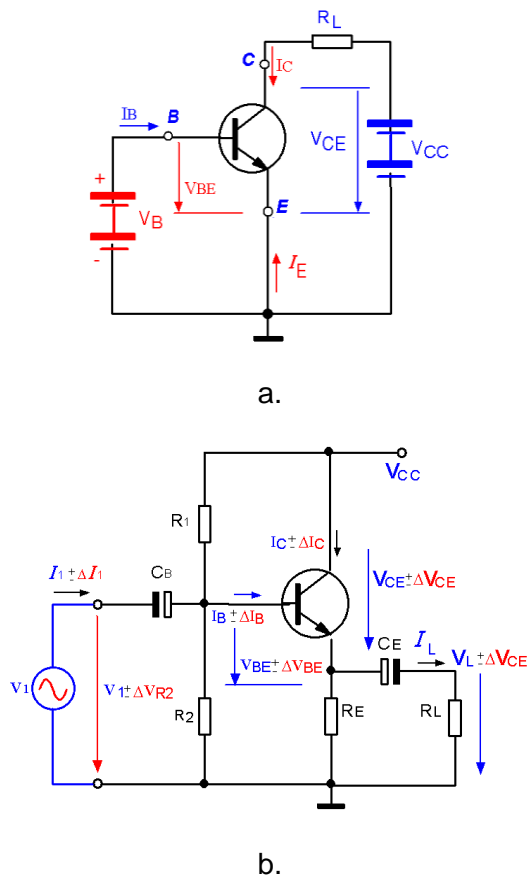 RL
C
IC
IB
B
VCE
VCC
+
VBE
VB
E
-
IE
a.
VCC
R1
IC ± ΔIC
I1 ± ΔI1
CB
VCE ± ΔVCE
IB ± ΔIB
CE
IL
VL ± ΔVCE
VBE ± ΔVBE
V1
V1 ± ΔVR2
R2
RE
RL
b.